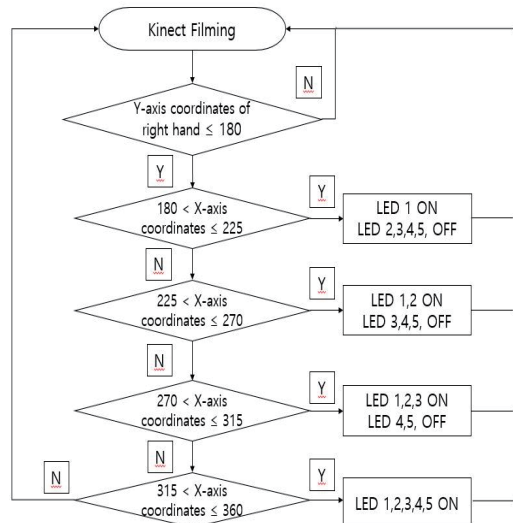 Kinect Filming
N
Y-axis coordinates of
right hand ≤ 180
Y
180 < X-axis
coordinates ≤ 225
Y
LED 1 ON
LED 2,3,4,5, OFF
N
225 < X-axis
coordinates ≤ 270
Y
LED 1,2 ON
LED 3,4,5, OFF
N
270 < X-axis
coordinates ≤ 315
Y
LED 1,2,3 ON
LED 4,5, OFF
N
N
315 < X-axis
coordinates ≤ 360
Y
LED 1,2,3,4,5 ON